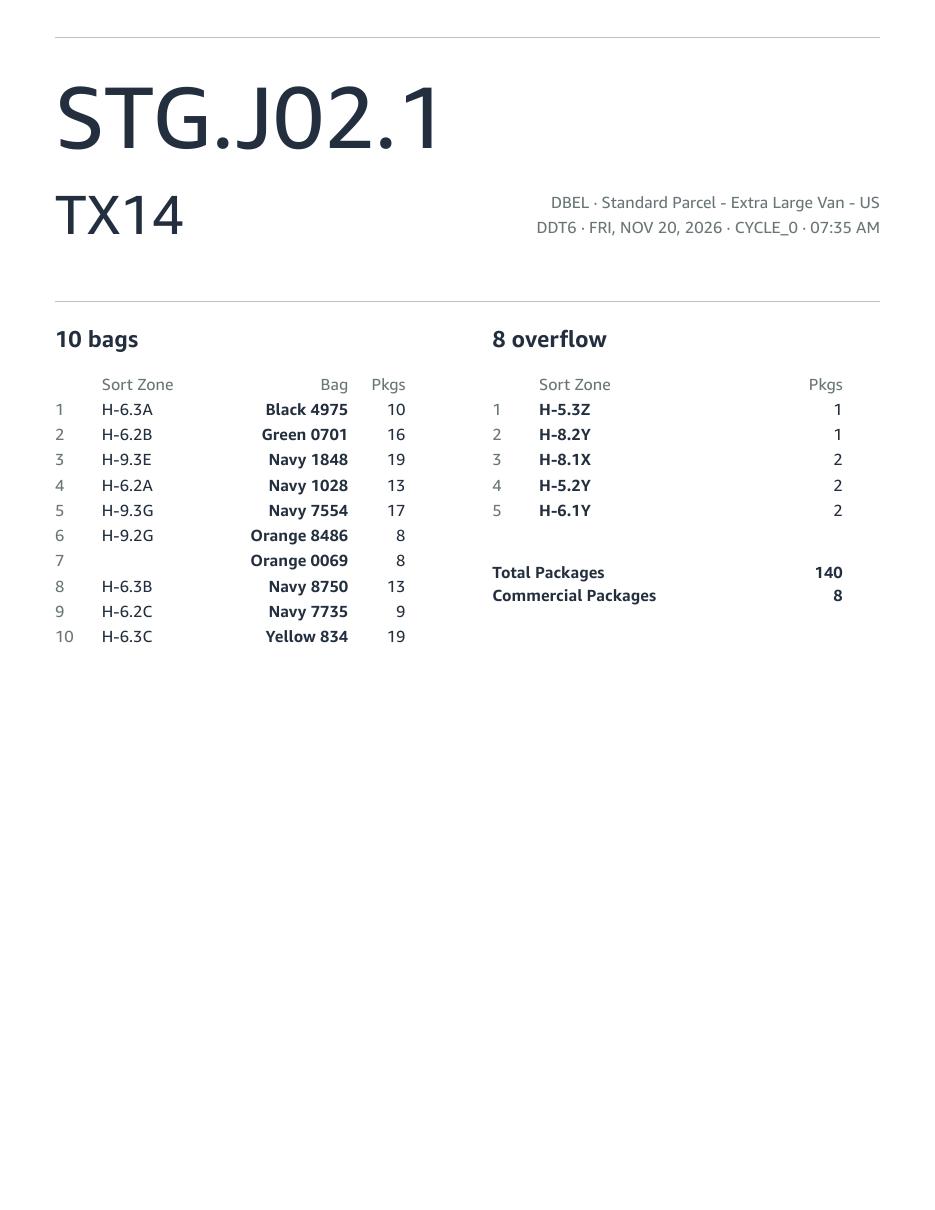 STG.J02.1
TX14
DBEL · Standard Parcel - Extra Large Van - US
DDT6 · FRI, NOV 20, 2026 · CYCLE_0 · 07:35 AM
10 bags
Sort Zone Bag Pkgs
1 H-6.3A Black 4975 10
2 H-6.2B Green 0701 16
3 H-9.3E Navy 1848 19
4 H-6.2A Navy 1028 13
5 H-9.3G Navy 7554 17
6 H-9.2G Orange 8486 8
7 Orange 0069 8
8 H-6.3B Navy 8750 13
9 H-6.2C Navy 7735 9
10 H-6.3C Yellow 834 19
8 overflow
Sort Zone Pkgs
1 H-5.3Z 1
2 H-8.2Y 1
3 H-8.1X 2
4 H-5.2Y 2
5 H-6.1Y 2
Total Packages 140
Commercial Packages 8